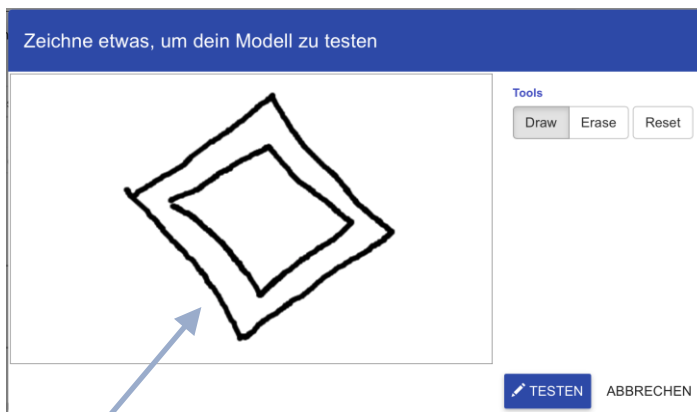 Zeichne etwas, um dein Modell zu testen
Tools
Draw Erase Reset
TESTEN ABBRECHEN